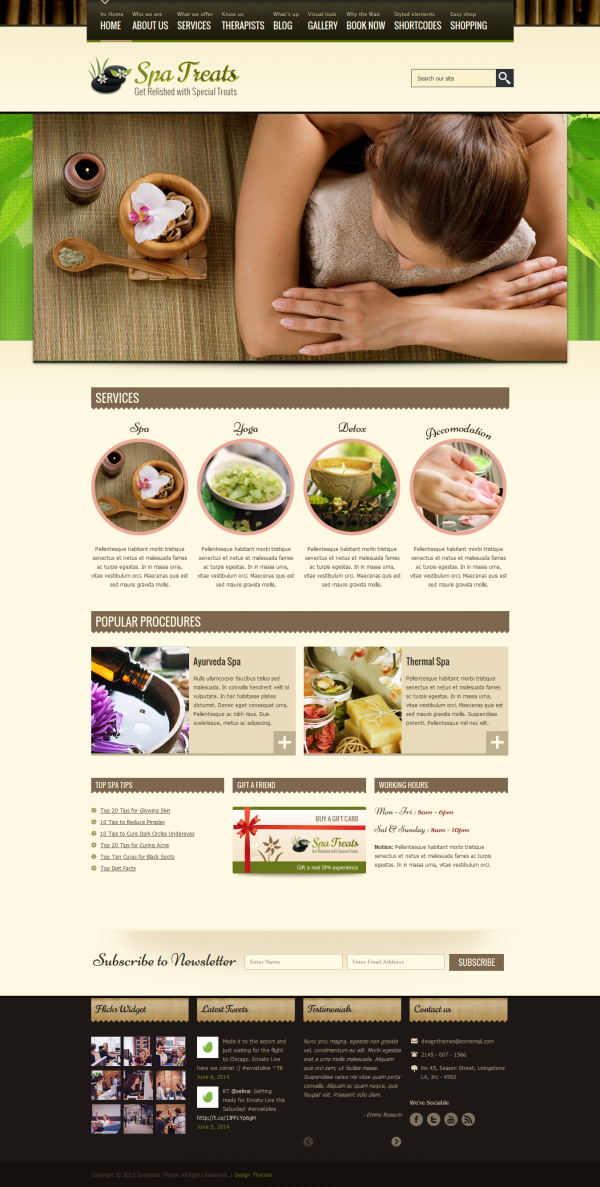 Its Home
HOME
Who we are
ABOUT US
What we offer
SERVICES
Know us
THERAPISTS
What's up
BLOG
Visual look
GALLERY
Why the Wait
BOOK NOW
Styled elements
SHORTCODES
Easy shop
SHOPPING
Spa Treats
Get Relished with Special Treats
Search our site
SERVICES
Spa
Yoga
Detox
Accomodation
Pellentesque habitant morbi tristique
senectus et netus et malesuada fames
ac turpis egestas. In in massa urna,
vitae vestibulum orci. Maecenas quis est
sed mauris gravida mollis.
Pellentesque habitant morbi tristique
senectus et netus et malesuada fames
ac turpis egestas. In in massa urna,
vitae vestibulum orci. Maecenas quis est
sed mauris gravida mollis.
Pellentesque habitant morbi tristique
senectus et netus et malesuada fames
ac turpis egestas. In in massa urna,
vitae vestibulum orci. Maecenas quis est
sed mauris gravida mollis.
Pellentesque habitant morbi tristique
senectus et netus et malesuada fames
ac turpis egestas. In in massa urna,
vitae vestibulum orci. Maecenas quis est
sed mauris gravida mollis.
POPULAR PROCEDURES
Ayurveda Spa
Nulla ullamcorper faucibus tellus sed
malesuada. In convallis hendrerit velit id
vulputate. In hac habitasse platea
dictumst. Donec eget consequat urna.
Pellentesque ac nibh risus. Duis
scelerisque, metus ac adipiscing.
Thermal Spa
Pellentesque habitant morbi tristique
senectus et netus et malesuada fames
ac turpis egestas. In in massa urna,
vitae vestibulum orci. Maecenas quis est
sed mauris gravida mollis. Suspendisse
potenti. Pellentesque nisl nec elit.
TOP SPA TIPS
Top 20 Tips for Glowing Skin
10 Tips to Reduce Pimples
10 Tips to Cure Dark Circles Undereyes
Top 20 Tips for Curing Acne
Top Ten Cures for Black Spots
Top Diet Facts
GIFT A FRIEND
BUY A GIFT CARD
Spa Treats
Get Relished with Special Treats
Gift a real SPA experience
WORKING HOURS
Mon - Fri : 8am - 6pm
Sat & Sunday : 8am - 10pm
Notice: Pellentesque habitant morbi tristique
senectus et netus et malesuada fames ac turpis
egestas. In in massa urna, vitae vestibulum orci.
Subscribe to Newsletter
Enter Name
Enter Email Address
SUBSCRIBE
Flickr Widget
Latest Tweets
Made it to the airport and
just waiting for the flight
to Chicago. Envato Live
here we come! :) #envatolive ^TK
June 6, 2014
Getting
ready for Envato Live the
Saturday! #envatolive
June 5, 2014
Testimonials
Nunc arcu magna, egestas non gravida
vel, condimentum eu elit. Morbi egestas
erat a urna mollis malesuada. Aliquam
quis orci sem, ut facilise massa.
Suspendisse varius nisi vitae quam porta
convallis. Aliquam ac quam neque, quis
feugiat est. Praesent odio diam.
- Emmy Rossum
Contact us
designthemes@somemail.com
2145 - 007 - 1566
No 45, Season Street, Livingstone
LA, Inc - 4502
We're Sociable
Copyright © 2013 Spatreats Theme All Rights Reserved. | Design Themes